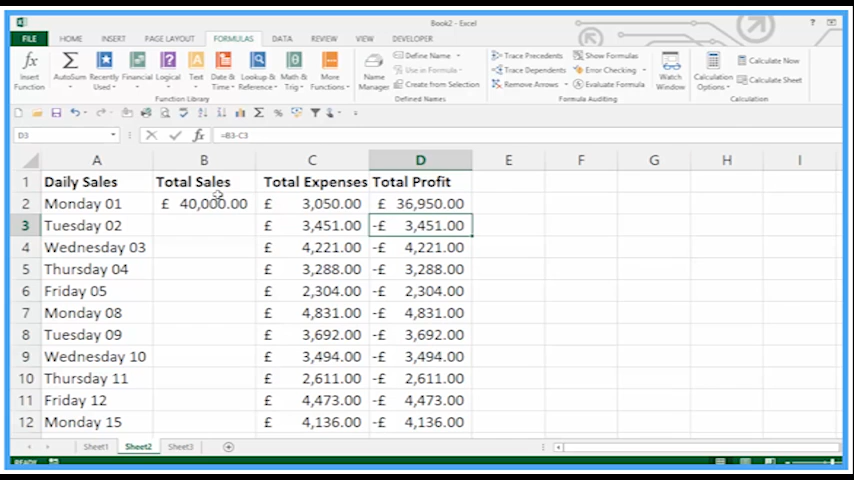 Book2 - Excel
FILE HOME INSERT PAGE LAYOUT FORMULAS DATA REVIEW VIEW DEVELOPER
fx Insert Function
Σ AutoSum
Recently Used
Financial
Logical
Text
Date & Time
Lookup & Reference
Math & Trig
More Functions
Function Library
Name Manager
Define Name
Use in Formula
Create from Selection
Defined Names
Trace Precedents
Trace Dependents
Remove Arrows
Show Formulas
Error Checking
Evaluate Formula
Formula Auditing
Watch Window
Calculation Options
Calculate Now
Calculate Sheet
Calculation
D3 fx =B3-C3
A B C D E F G H I
1 Daily Sales Total Sales Total Expenses Total Profit
2 Monday 01 £ 40,000.00 £ 3,050.00 £ 36,950.00
3 Tuesday 02 £ 3,451.00 -£ 3,451.00
4 Wednesday 03 £ 4,221.00 -£ 4,221.00
5 Thursday 04 £ 3,288.00 -£ 3,288.00
6 Friday 05 £ 2,304.00 -£ 2,304.00
7 Monday 08 £ 4,831.00 -£ 4,831.00
8 Tuesday 09 £ 3,692.00 -£ 3,692.00
9 Wednesday 10 £ 3,494.00 -£ 3,494.00
10 Thursday 11 £ 2,611.00 -£ 2,611.00
11 Friday 12 £ 4,473.00 -£ 4,473.00
12 Monday 15 £ 4,136.00 -£ 4,136.00
Sheet1 Sheet2 Sheet3